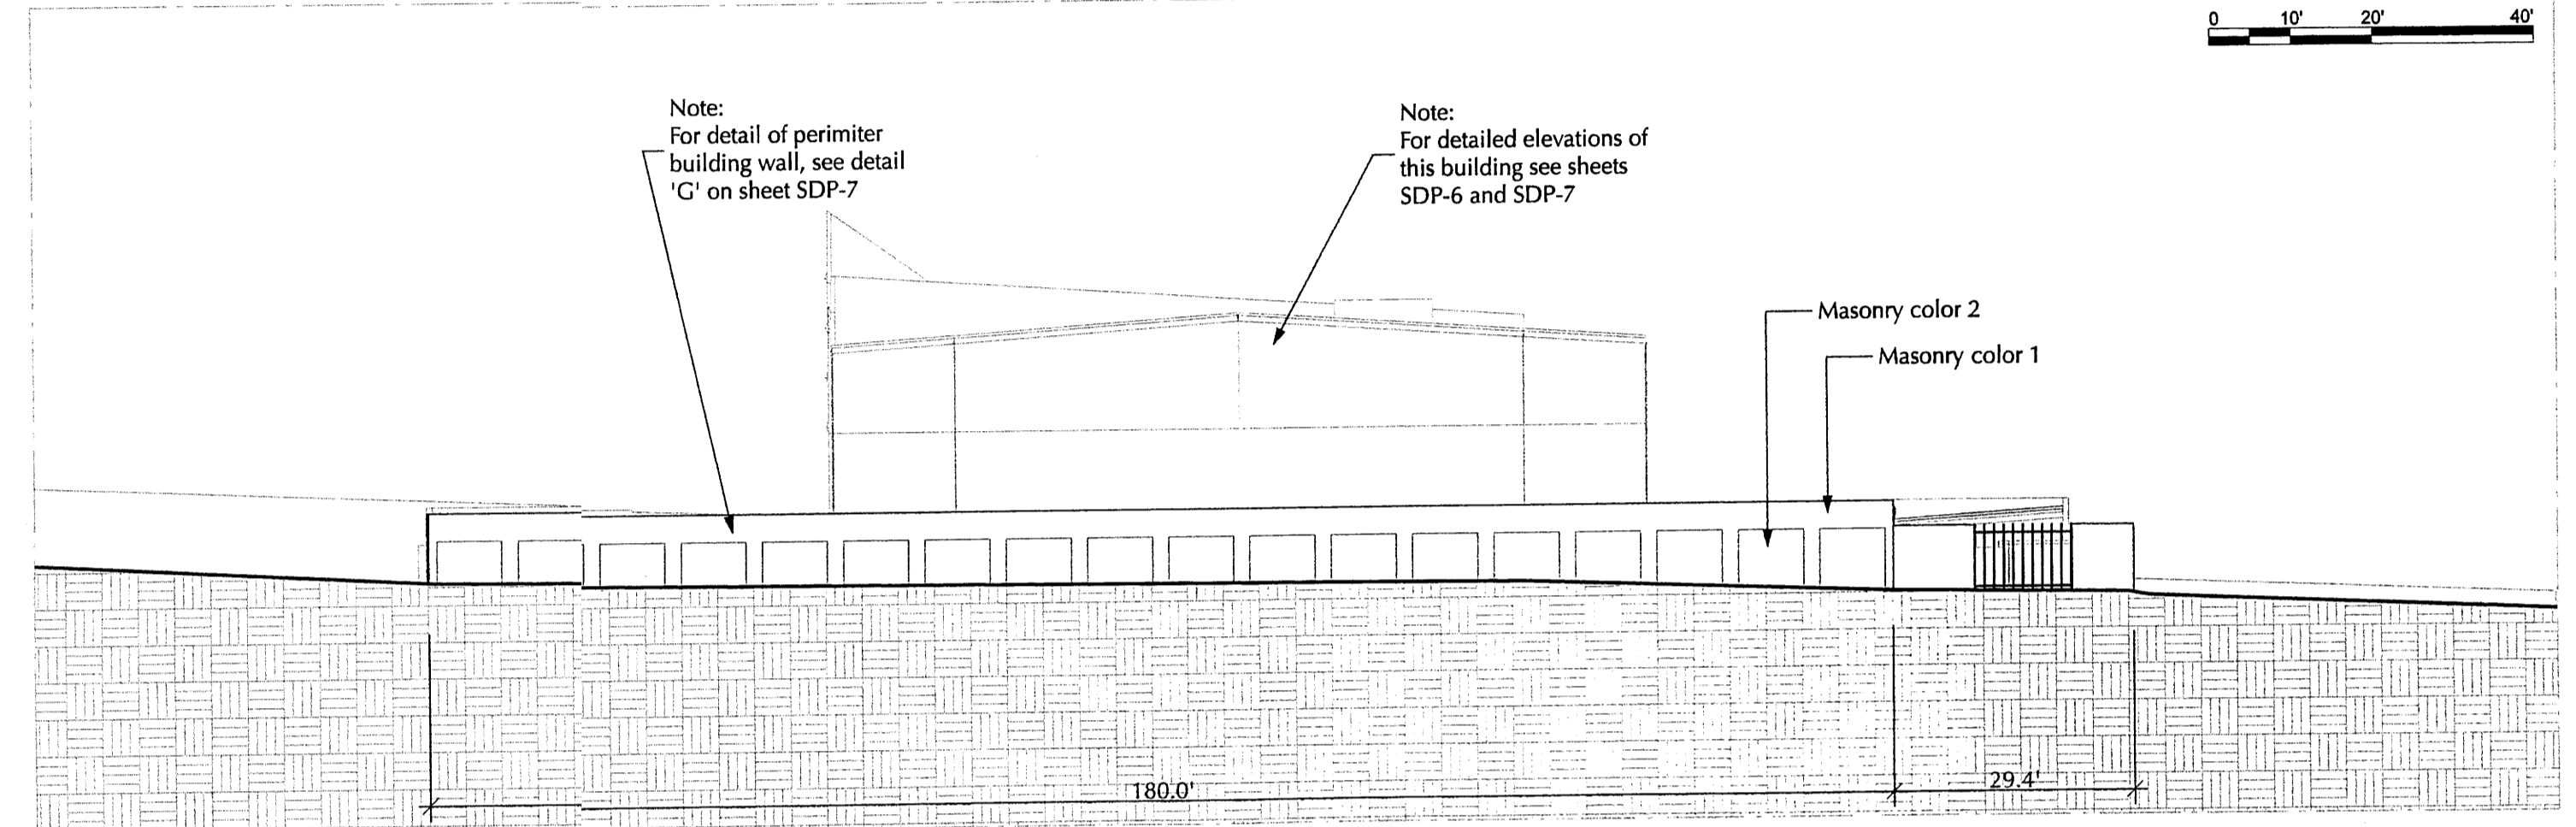 0 10' 20' 40'
Note:
For detail of perimiter
building wall, see detail
'G' on sheet SDP-7
Note:
For detailed elevations of
this building see sheets
SDP-6 and SDP-7
Masonry color 2
Masonry color 1
180.0'
29.4'